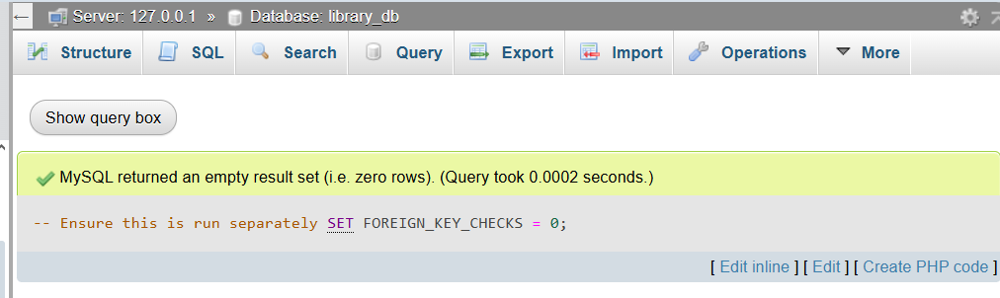 Server: 127.0.0.1 » Database: library_db
Structure SQL Search Query Export Import Operations More
Show query box
MySQL returned an empty result set (i.e. zero rows). (Query took 0.0002 seconds.)
-- Ensure this is run separately SET FOREIGN_KEY_CHECKS = 0;
[ Edit inline ] [ Edit ] [ Create PHP code ]